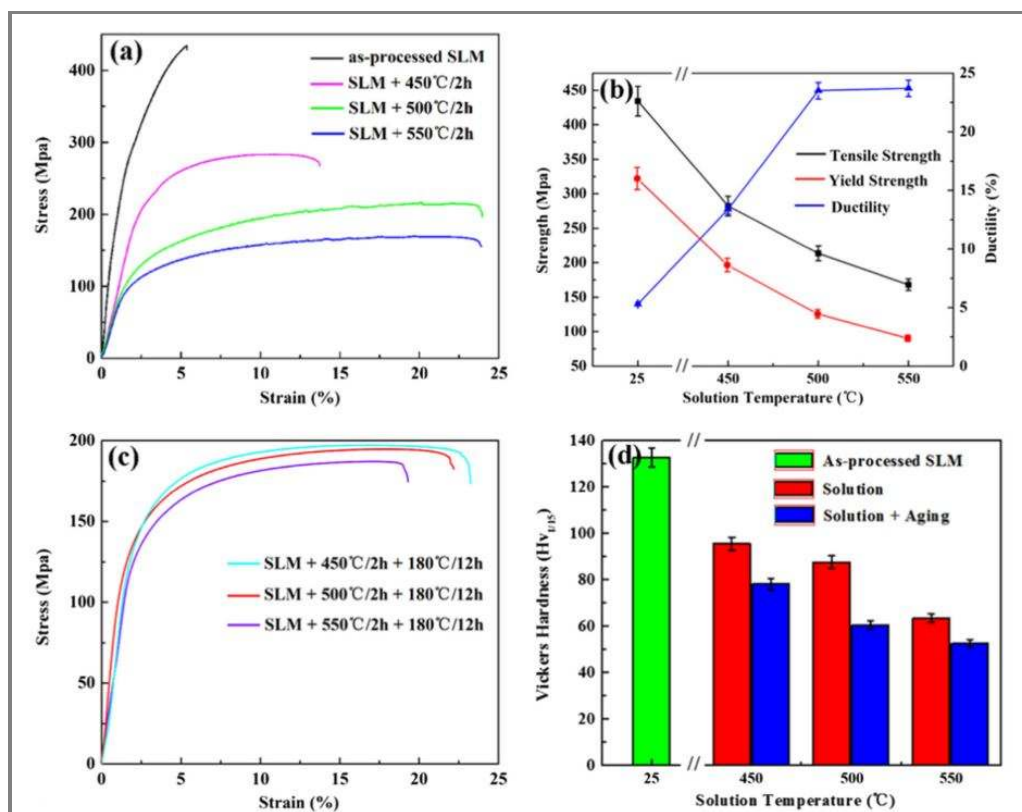 (a)
as-processed SLM
SLM + 450℃/2h
SLM + 500℃/2h
SLM + 550℃/2h
400
300
200
100
0
Stress (Mpa)
0 5 10 15 20 25
Strain (%)
(b)
Tensile Strength
Yield Strength
Ductility
450
400
350
300
250
200
150
100
50
Strength (Mpa)
25
20
15
10
5
0
Ductility (%)
//
//
25 450 500 550
Solution Temperature (℃)
(c)
SLM + 450℃/2h + 180℃/12h
SLM + 500℃/2h + 180℃/12h
SLM + 550℃/2h + 180℃/12h
200
150
100
50
0
Stress (Mpa)
0 5 10 15 20 25
Strain (%)
(d)
As-processed SLM
Solution
Solution + Aging
140
120
100
80
60
40
20
0
Vickers Hardness (Hv1/15)
//
//
25 450 500 550
Solution Temperature (℃)